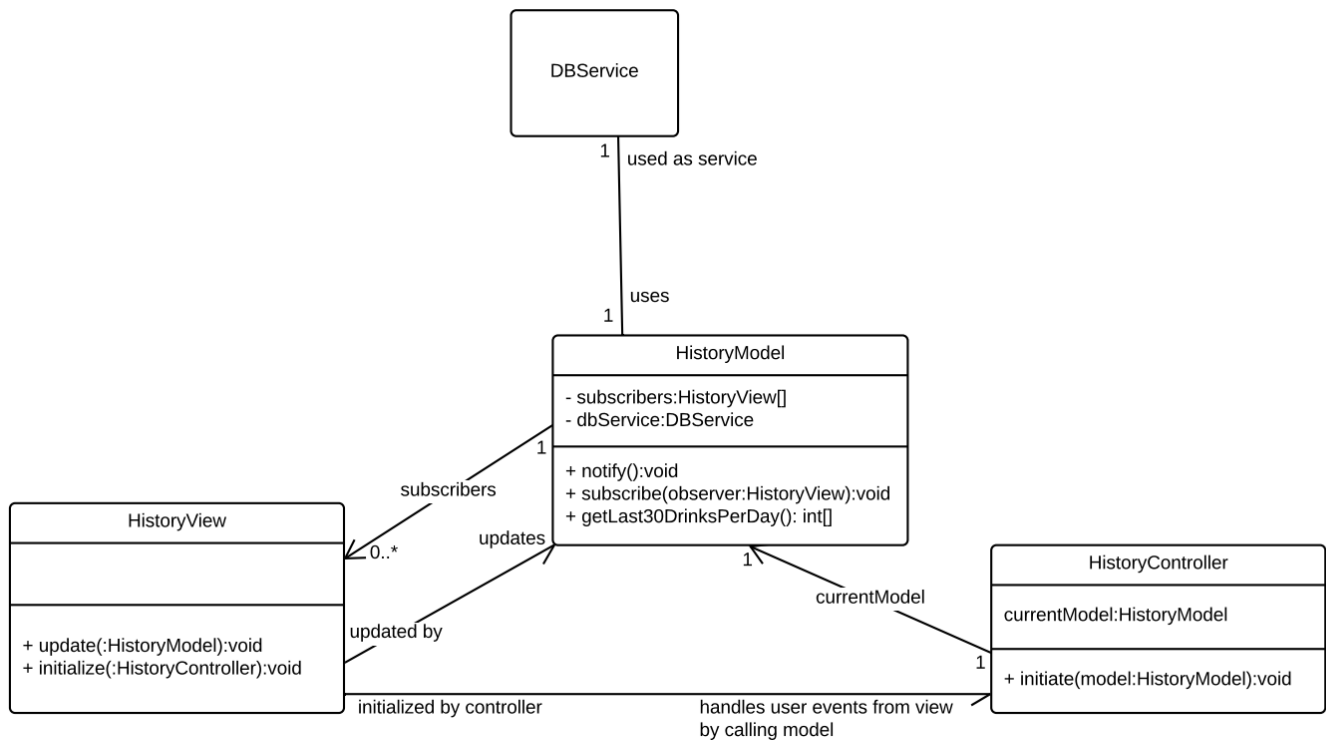 DBService
1
used as service
uses
1
HistoryModel
- subscribers:HistoryView[]
- dbService:DBService
+ notify():void
+ subscribe(observer:HistoryView):void
+ getLast30DrinksPerDay(): int[]
1
subscribers
0..*
HistoryView
+ update(:HistoryModel):void
+ initialize(:HistoryController):void
updates
updated by
1
currentModel
1
HistoryController
currentModel:HistoryModel
+ initiate(model:HistoryModel):void
initialized by controller
handles user events from view
by calling model